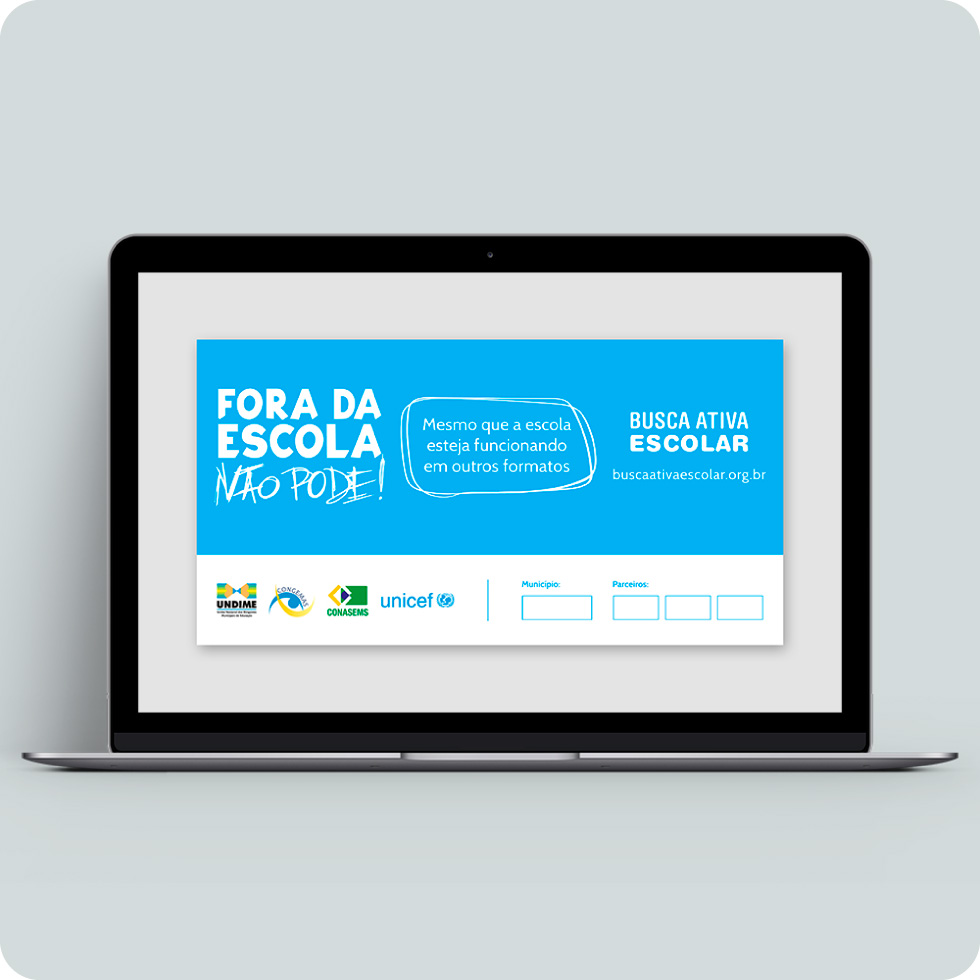 FORA DA
ESCOLA
NÃO PODE!
Mesmo que a escola
esteja funcionando
em outros formatos
BUSCA ATIVA
ESCOLAR
buscaativaescolar.org.br
UNDIME
CONGEMAS
CONASEMS
unicef
Município:
Parceiros: